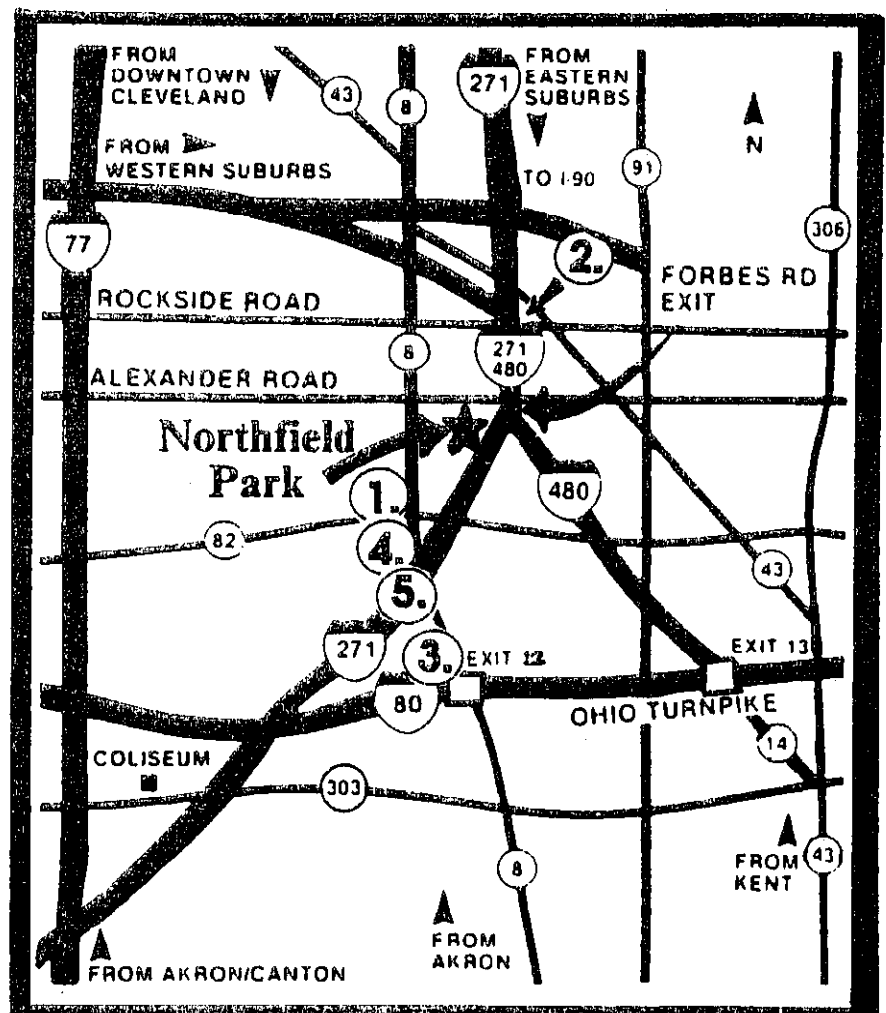 FROM
DOWNTOWN
CLEVELAND
43
8
271
FROM
EASTERN
SUBURBS
N
FROM
WESTERN SUBURBS
TO I-90
91
306
77
2.
FORBES RD
EXIT
ROCKSIDE ROAD
8
271
480
ALEXANDER ROAD
Northfield
Park
480
1.
82
4.
43
5.
271
3.
EXIT 12
EXIT 13
80
OHIO TURNPIKE
14
COLISEUM
303
8
FROM
KENT
43
FROM
AKRON
FROM AKRON/CANTON